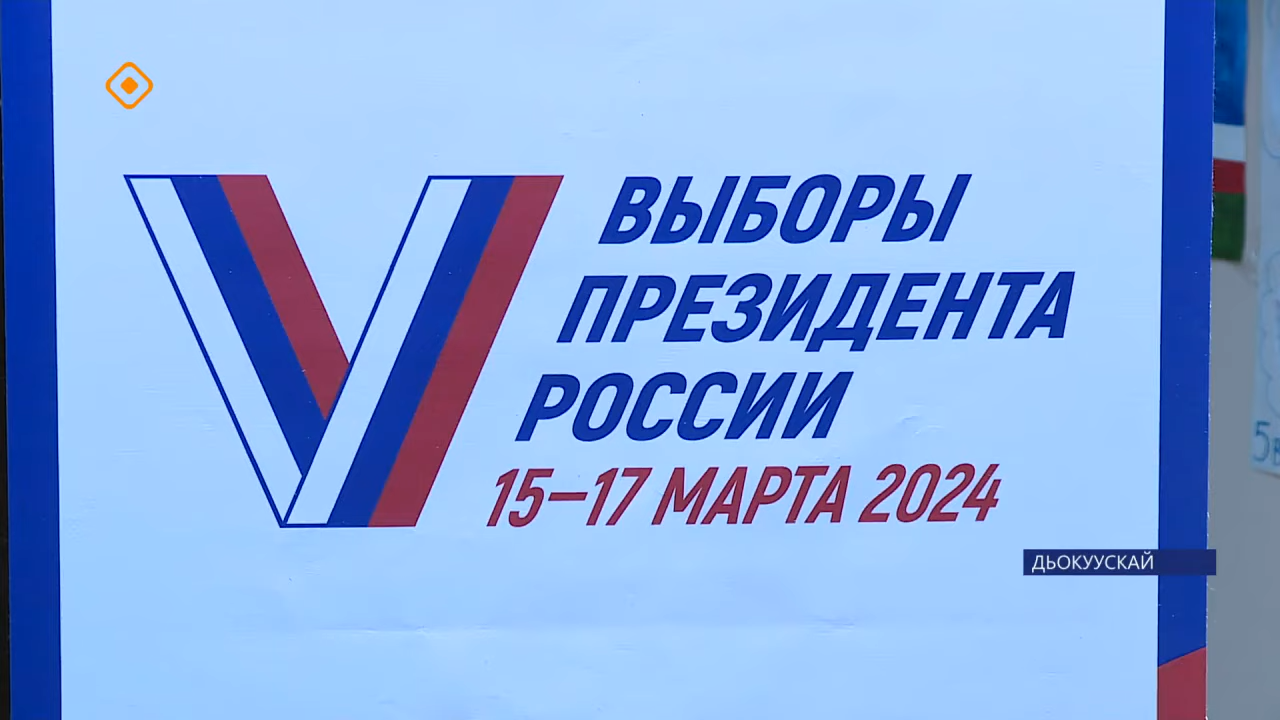 ВЫБОРЫ
ПРЕЗИДЕНТА
РОССИИ
15–17 МАРТА 2024
ДЬОКУУСКАЙ